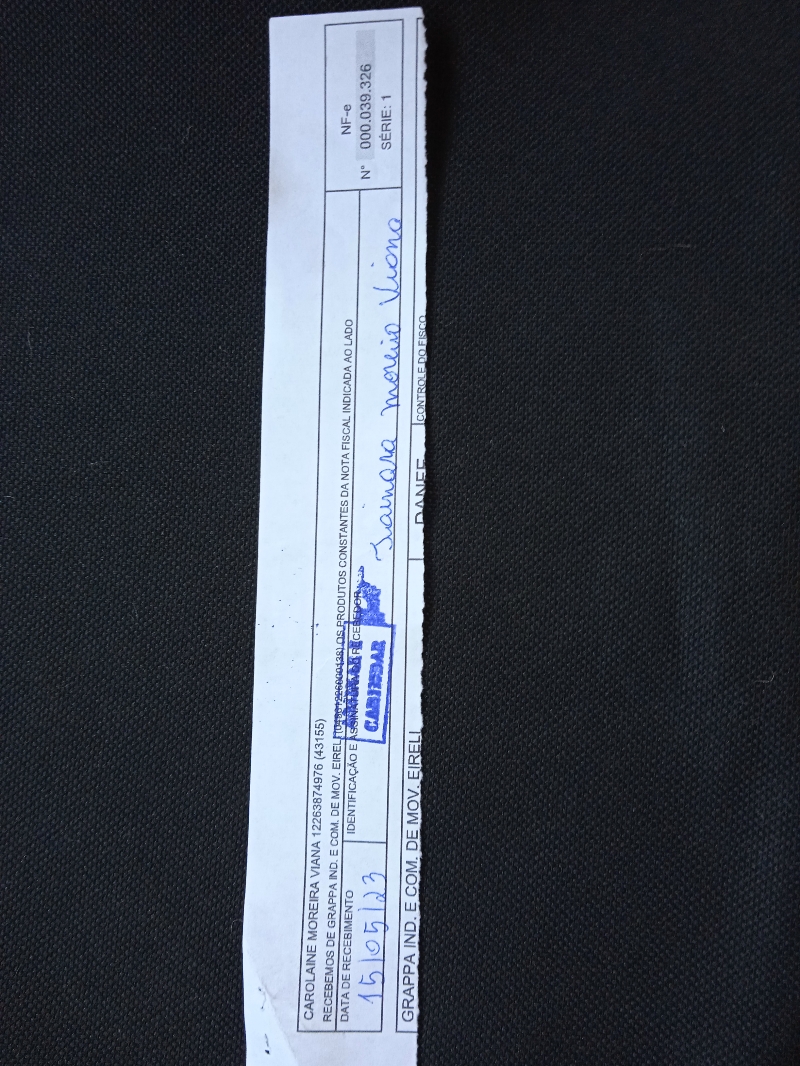 CAROLAINE MOREIRA VIANA 12263874976 (43155)
RECEBEMOS DE GRAPPA IND. E COM. DE MOV. EIRELI OS PRODUTOS CONSTANTES DA NOTA FISCAL INDICADA AO LADO
DATA DE RECEBIMENTO
15/05/23
IDENTIFICAÇÃO E ASSINATURA DO RECEBEDOR
CARIMBAR
Tainara Moreira Viana
NF-e
N° 000.039.326
SÉRIE: 1
GRAPPA IND. E COM. DE MOV. EIRELI
DANFE
CONTROLE DO FISCO